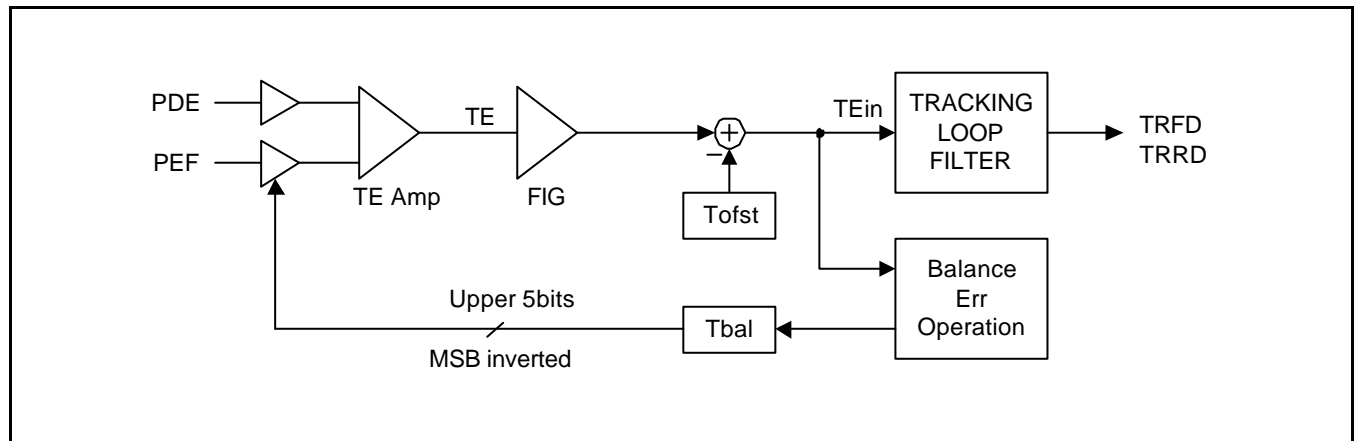 PDE
PEF
TE Amp
TE
FIG
+
−
Tofst
TEin
TRACKING
LOOP
FILTER
TRFD
TRRD
Balance
Err
Operation
Tbal
Upper 5bits
MSB inverted